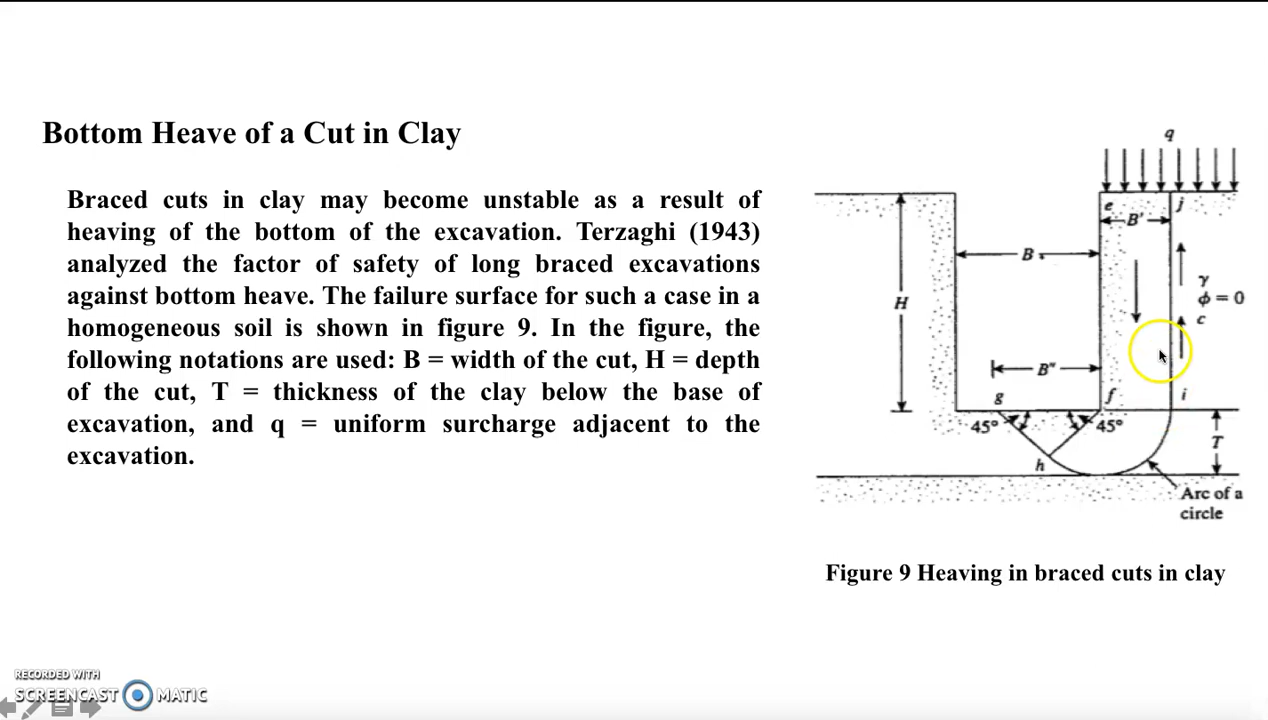 Bottom Heave of a Cut in Clay
Braced cuts in clay may become unstable as a result of
heaving of the bottom of the excavation. Terzaghi (1943)
analyzed the factor of safety of long braced excavations
against bottom heave. The failure surface for such a case in a
homogeneous soil is shown in figure 9. In the figure, the
following notations are used: B = width of the cut, H = depth
of the cut, T = thickness of the clay below the base of
excavation, and q = uniform surcharge adjacent to the
excavation.
q
e
j
B'
B
γ
ϕ = 0
c
H
B"
g
f
i
45°
45°
T
h
Arc of a
circle
Figure 9 Heaving in braced cuts in clay
RECORDED WITH
SCREENCAST MATIC